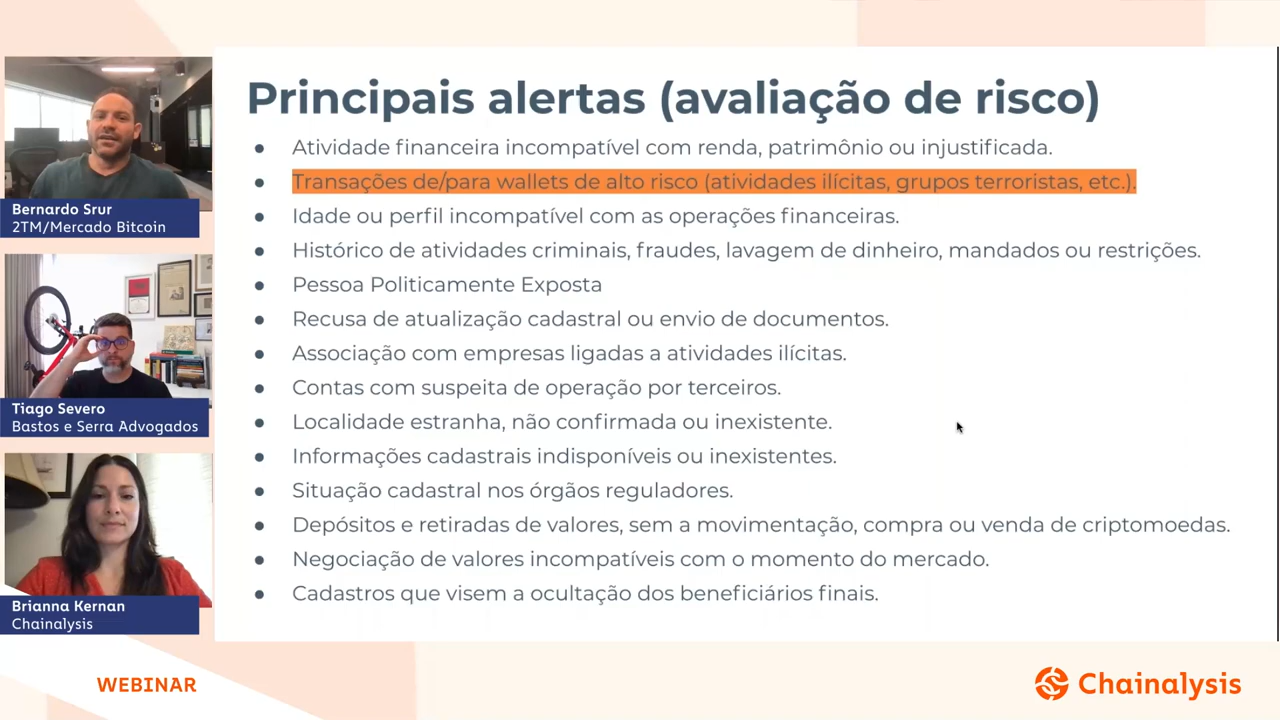 Principais alertas (avaliação de risco)
Atividade financeira incompatível com renda, patrimônio ou injustificada.
Transações de/para wallets de alto risco (atividades ilícitas, grupos terroristas, etc.).
Idade ou perfil incompatível com as operações financeiras.
Histórico de atividades criminais, fraudes, lavagem de dinheiro, mandados ou restrições.
Pessoa Politicamente Exposta
Recusa de atualização cadastral ou envio de documentos.
Associação com empresas ligadas a atividades ilícitas.
Contas com suspeita de operação por terceiros.
Localidade estranha, não confirmada ou inexistente.
Informações cadastrais indisponíveis ou inexistentes.
Situação cadastral nos órgãos reguladores.
Depósitos e retiradas de valores, sem a movimentação, compra ou venda de criptomoedas.
Negociação de valores incompatíveis com o momento do mercado.
Cadastros que visem a ocultação dos beneficiários finais.
Bernardo Srur
2TM/Mercado Bitcoin
Tiago Severo
Bastos e Serra Advogados
Brianna Kernan
Chainalysis
WEBINAR
Chainalysis